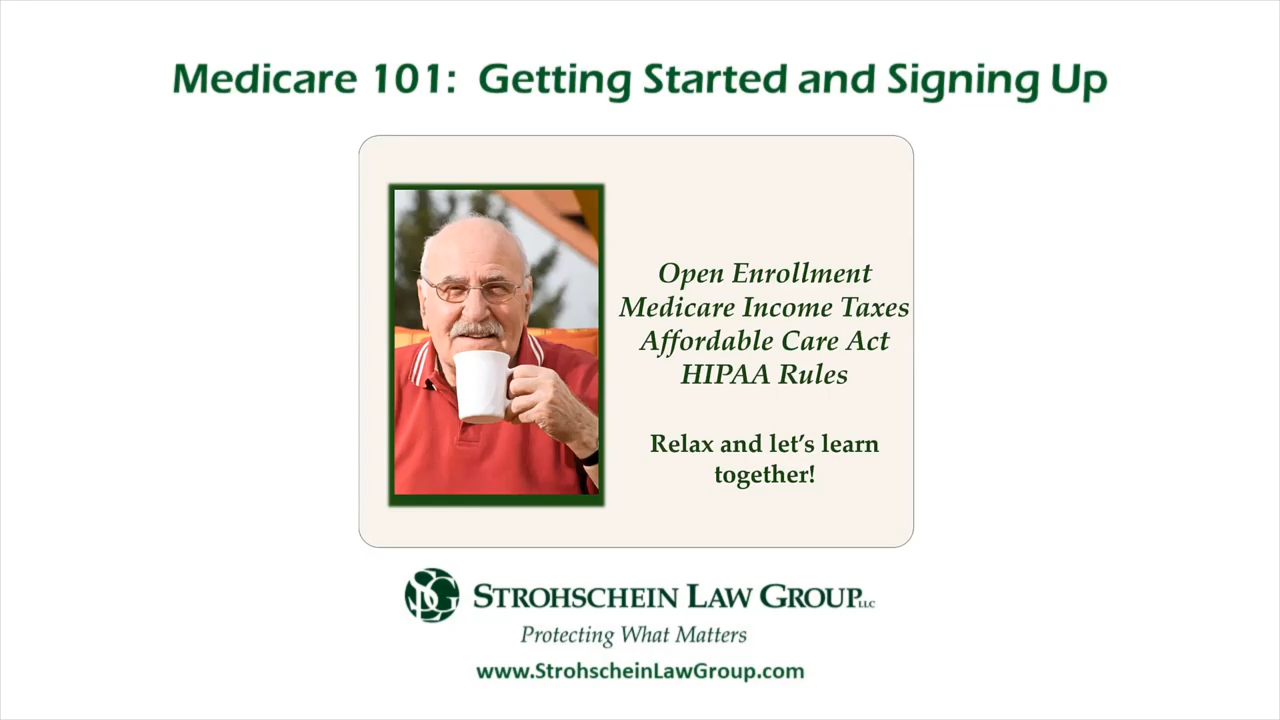 Medicare 101: Getting Started and Signing Up
Open Enrollment
Medicare Income Taxes
Affordable Care Act
HIPAA Rules
Relax and let's learn
together!
SLG
STROHSCHEIN LAW GROUP, LLC
Protecting What Matters
www.StrohscheinLawGroup.com